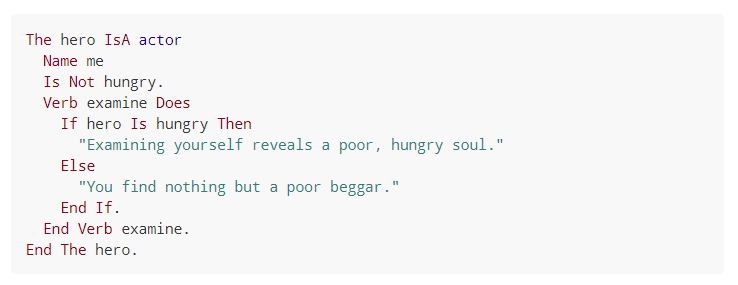 The hero IsA actor
Name me
Is Not hungry.
Verb examine Does
If hero Is hungry Then
"Examining yourself reveals a poor, hungry soul."
Else
"You find nothing but a poor beggar."
End If.
End Verb examine.
End The hero.